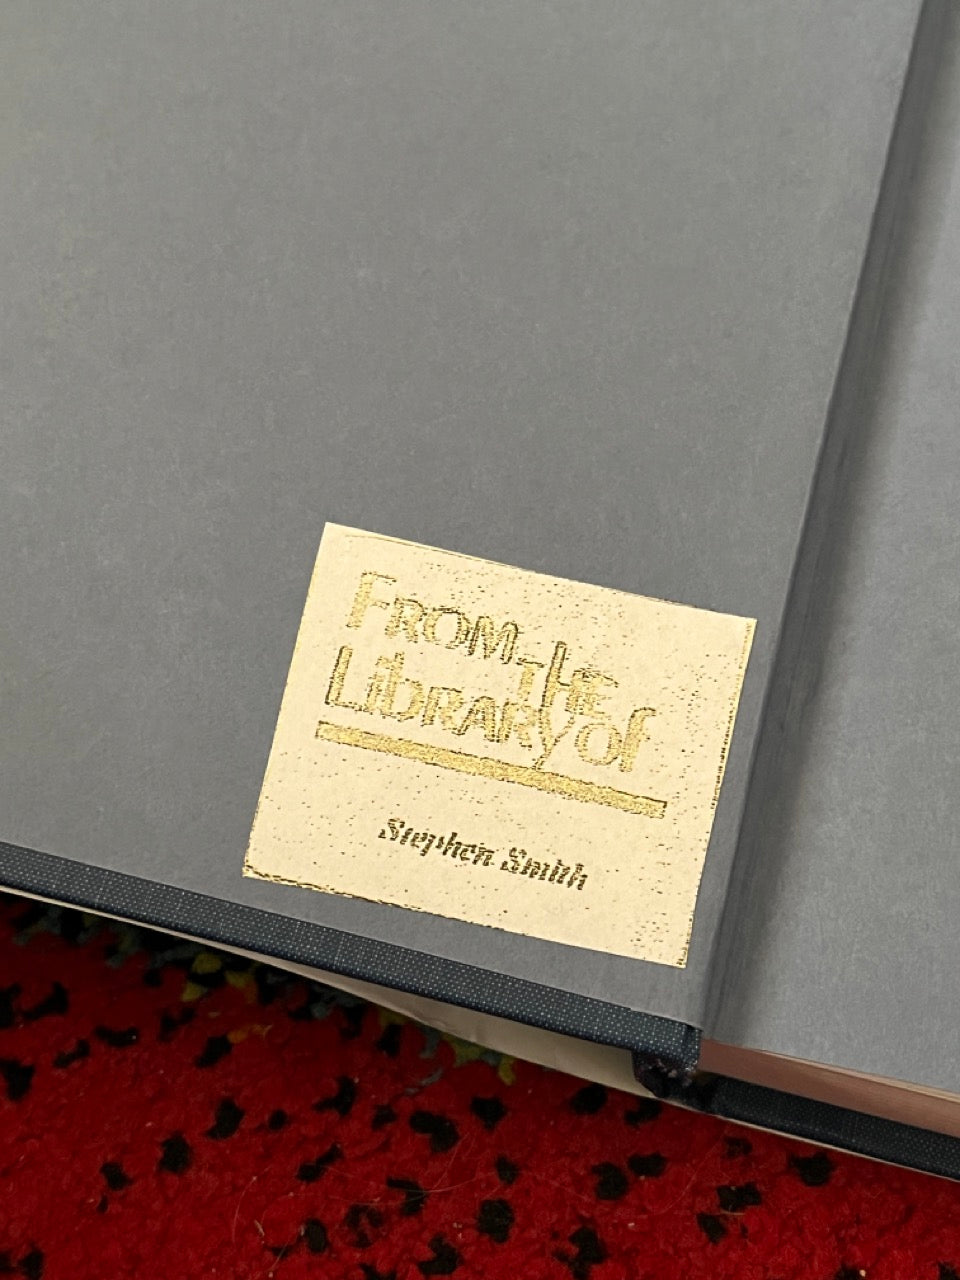 FROM THE
LibRARy of
Stephen Smith